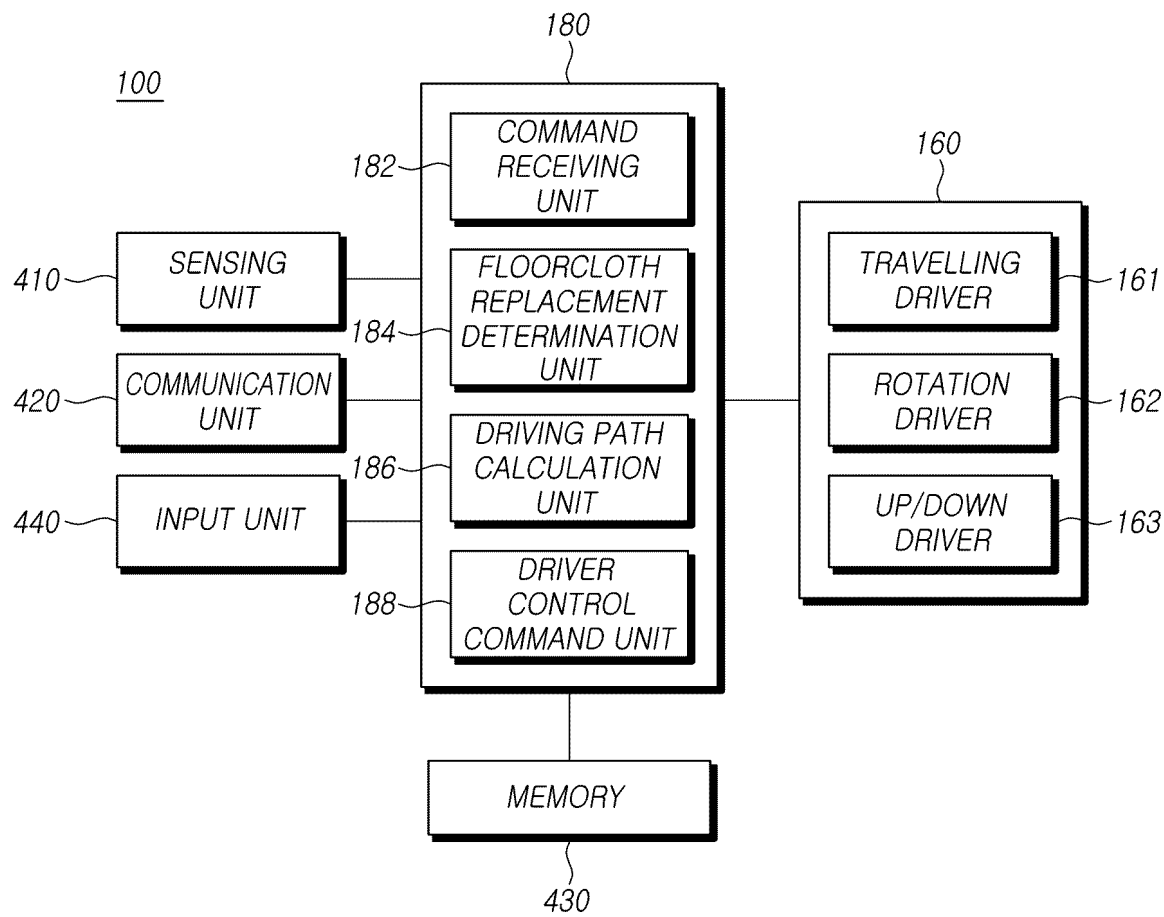 100
180
COMMAND
RECEIVING
UNIT
182
FLOORCLOTH
REPLACEMENT
DETERMINATION
UNIT
184
DRIVING PATH
CALCULATION
UNIT
186
DRIVER
CONTROL
COMMAND UNIT
188
SENSING
UNIT
410
COMMUNICATION
UNIT
420
INPUT UNIT
440
160
TRAVELLING
DRIVER
161
ROTATION
DRIVER
162
UP/DOWN
DRIVER
163
MEMORY
430